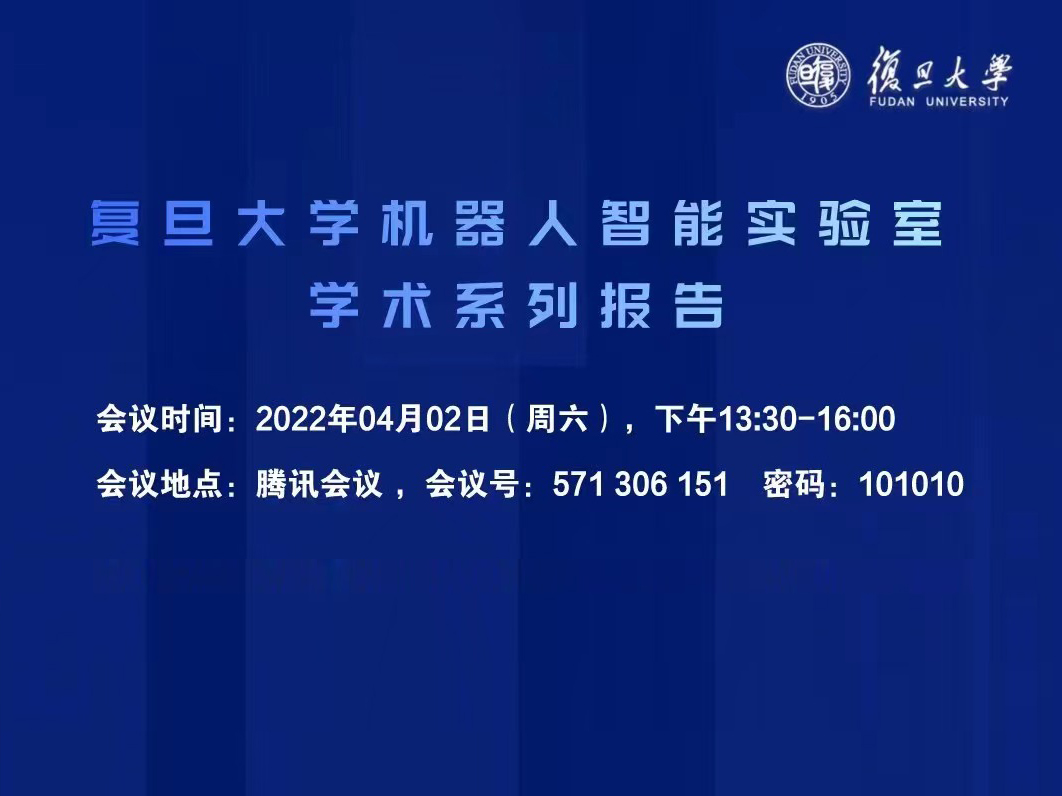 FUDAN UNIVERSITY
1905
復旦大學
FUDAN UNIVERSITY
复旦大学机器人智能实验室
学术系列报告
会议时间：2022年04月02日（周六），下午13:30-16:00
会议地点：腾讯会议，会议号：571 306 151 密码：101010